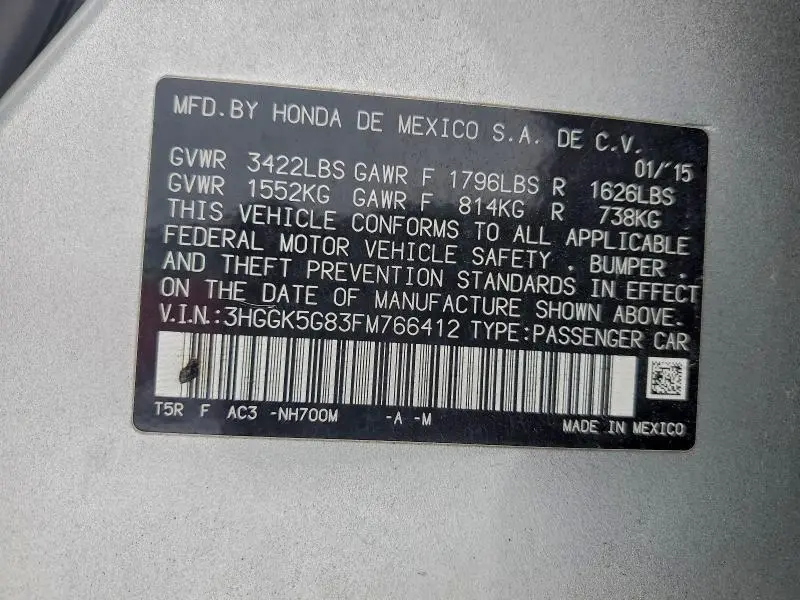 MFD.BY HONDA DE MEXICO S.A. DE C.V.
01/'15
GVWR 3422LBS GAWR F 1796LBS R 1626LBS
GVWR 1552KG GAWR F 814KG R 738KG
THIS VEHICLE CONFORMS TO ALL APPLICABLE
FEDERAL MOTOR VEHICLE SAFETY , BUMPER ,
AND THEFT PREVENTION STANDARDS IN EFFECT
ON THE DATE OF MANUFACTURE SHOWN ABOVE.
V.I.N.:3HGGK5G83FM766412 TYPE:PASSENGER CAR
T5R F AC3 -NH700M -A -M
MADE IN MEXICO